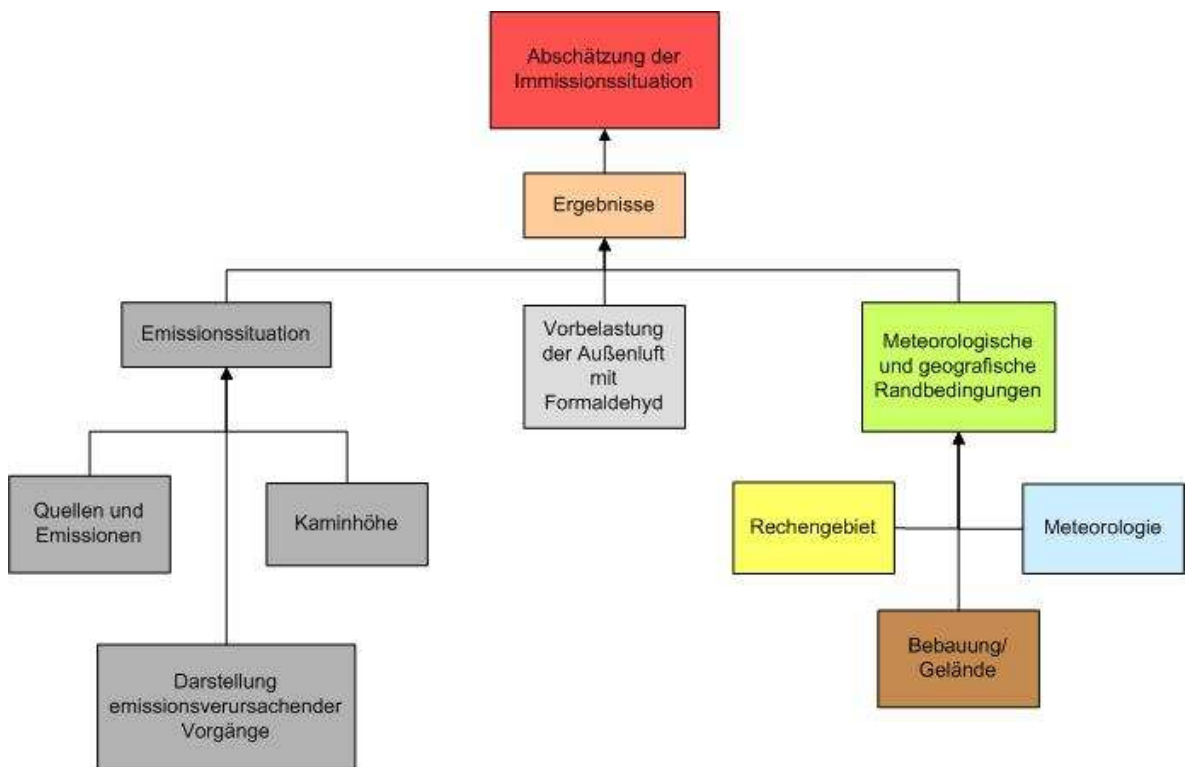 Abschätzung der
Immissionssituation
Ergebnisse
Emissionssituation
Vorbelastung
der Außenluft
mit
Formaldehyd
Meteorologische
und geografische
Randbedingungen
Quellen und
Emissionen
Kaminhöhe
Rechengebiet
Meteorologie
Darstellung
emissionsverursachender
Vorgänge
Bebauung/
Gelände